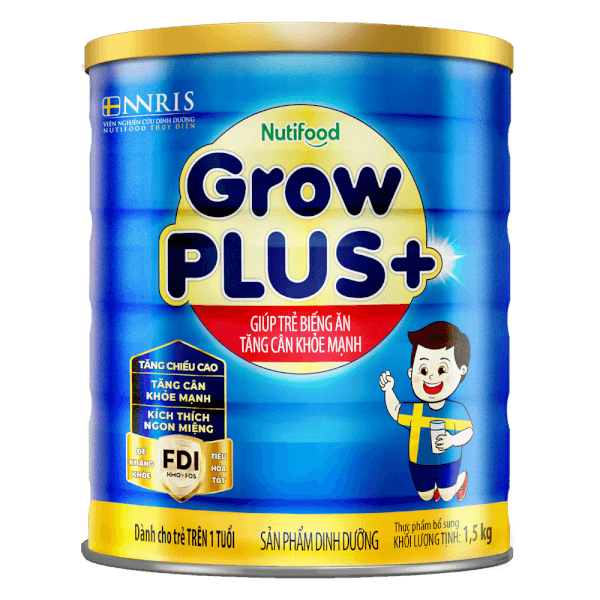 NNRIS
VIỆN NGHIÊN CỨU DINH DƯỠNG
NUTIFOOD THỤY ĐIỂN
Nutifood
Grow
PLUS+
GIÚP TRẺ BIẾNG ĂN
TĂNG CÂN KHỎE MẠNH
TĂNG CHIỀU CAO
TĂNG CÂN
KHỎE MẠNH
KÍCH THÍCH
NGON MIỆNG
ĐỀ
KHÁNG
KHỎE
FDI
HMO + FOS
TIÊU
HOÁ
TỐT
Dành cho trẻ TRÊN 1 TUỔI
SẢN PHẨM DINH DƯỠNG
Thực phẩm bổ sung
KHỐI LƯỢNG TỊNH: 1,5 kg